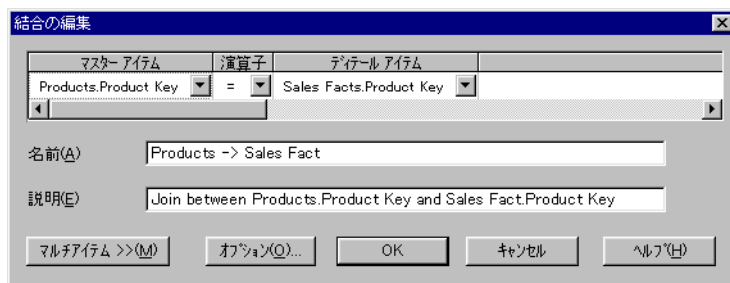 結合の編集
マスター アイテム 演算子 ディテール アイテム
Products.Product Key = Sales Facts.Product Key
名前(A) Products -> Sales Fact
説明(E) Join between Products.Product Key and Sales Fact.Product Key
マルチアイテム >>(M) オプション(O)... OK キャンセル ヘルプ(H)